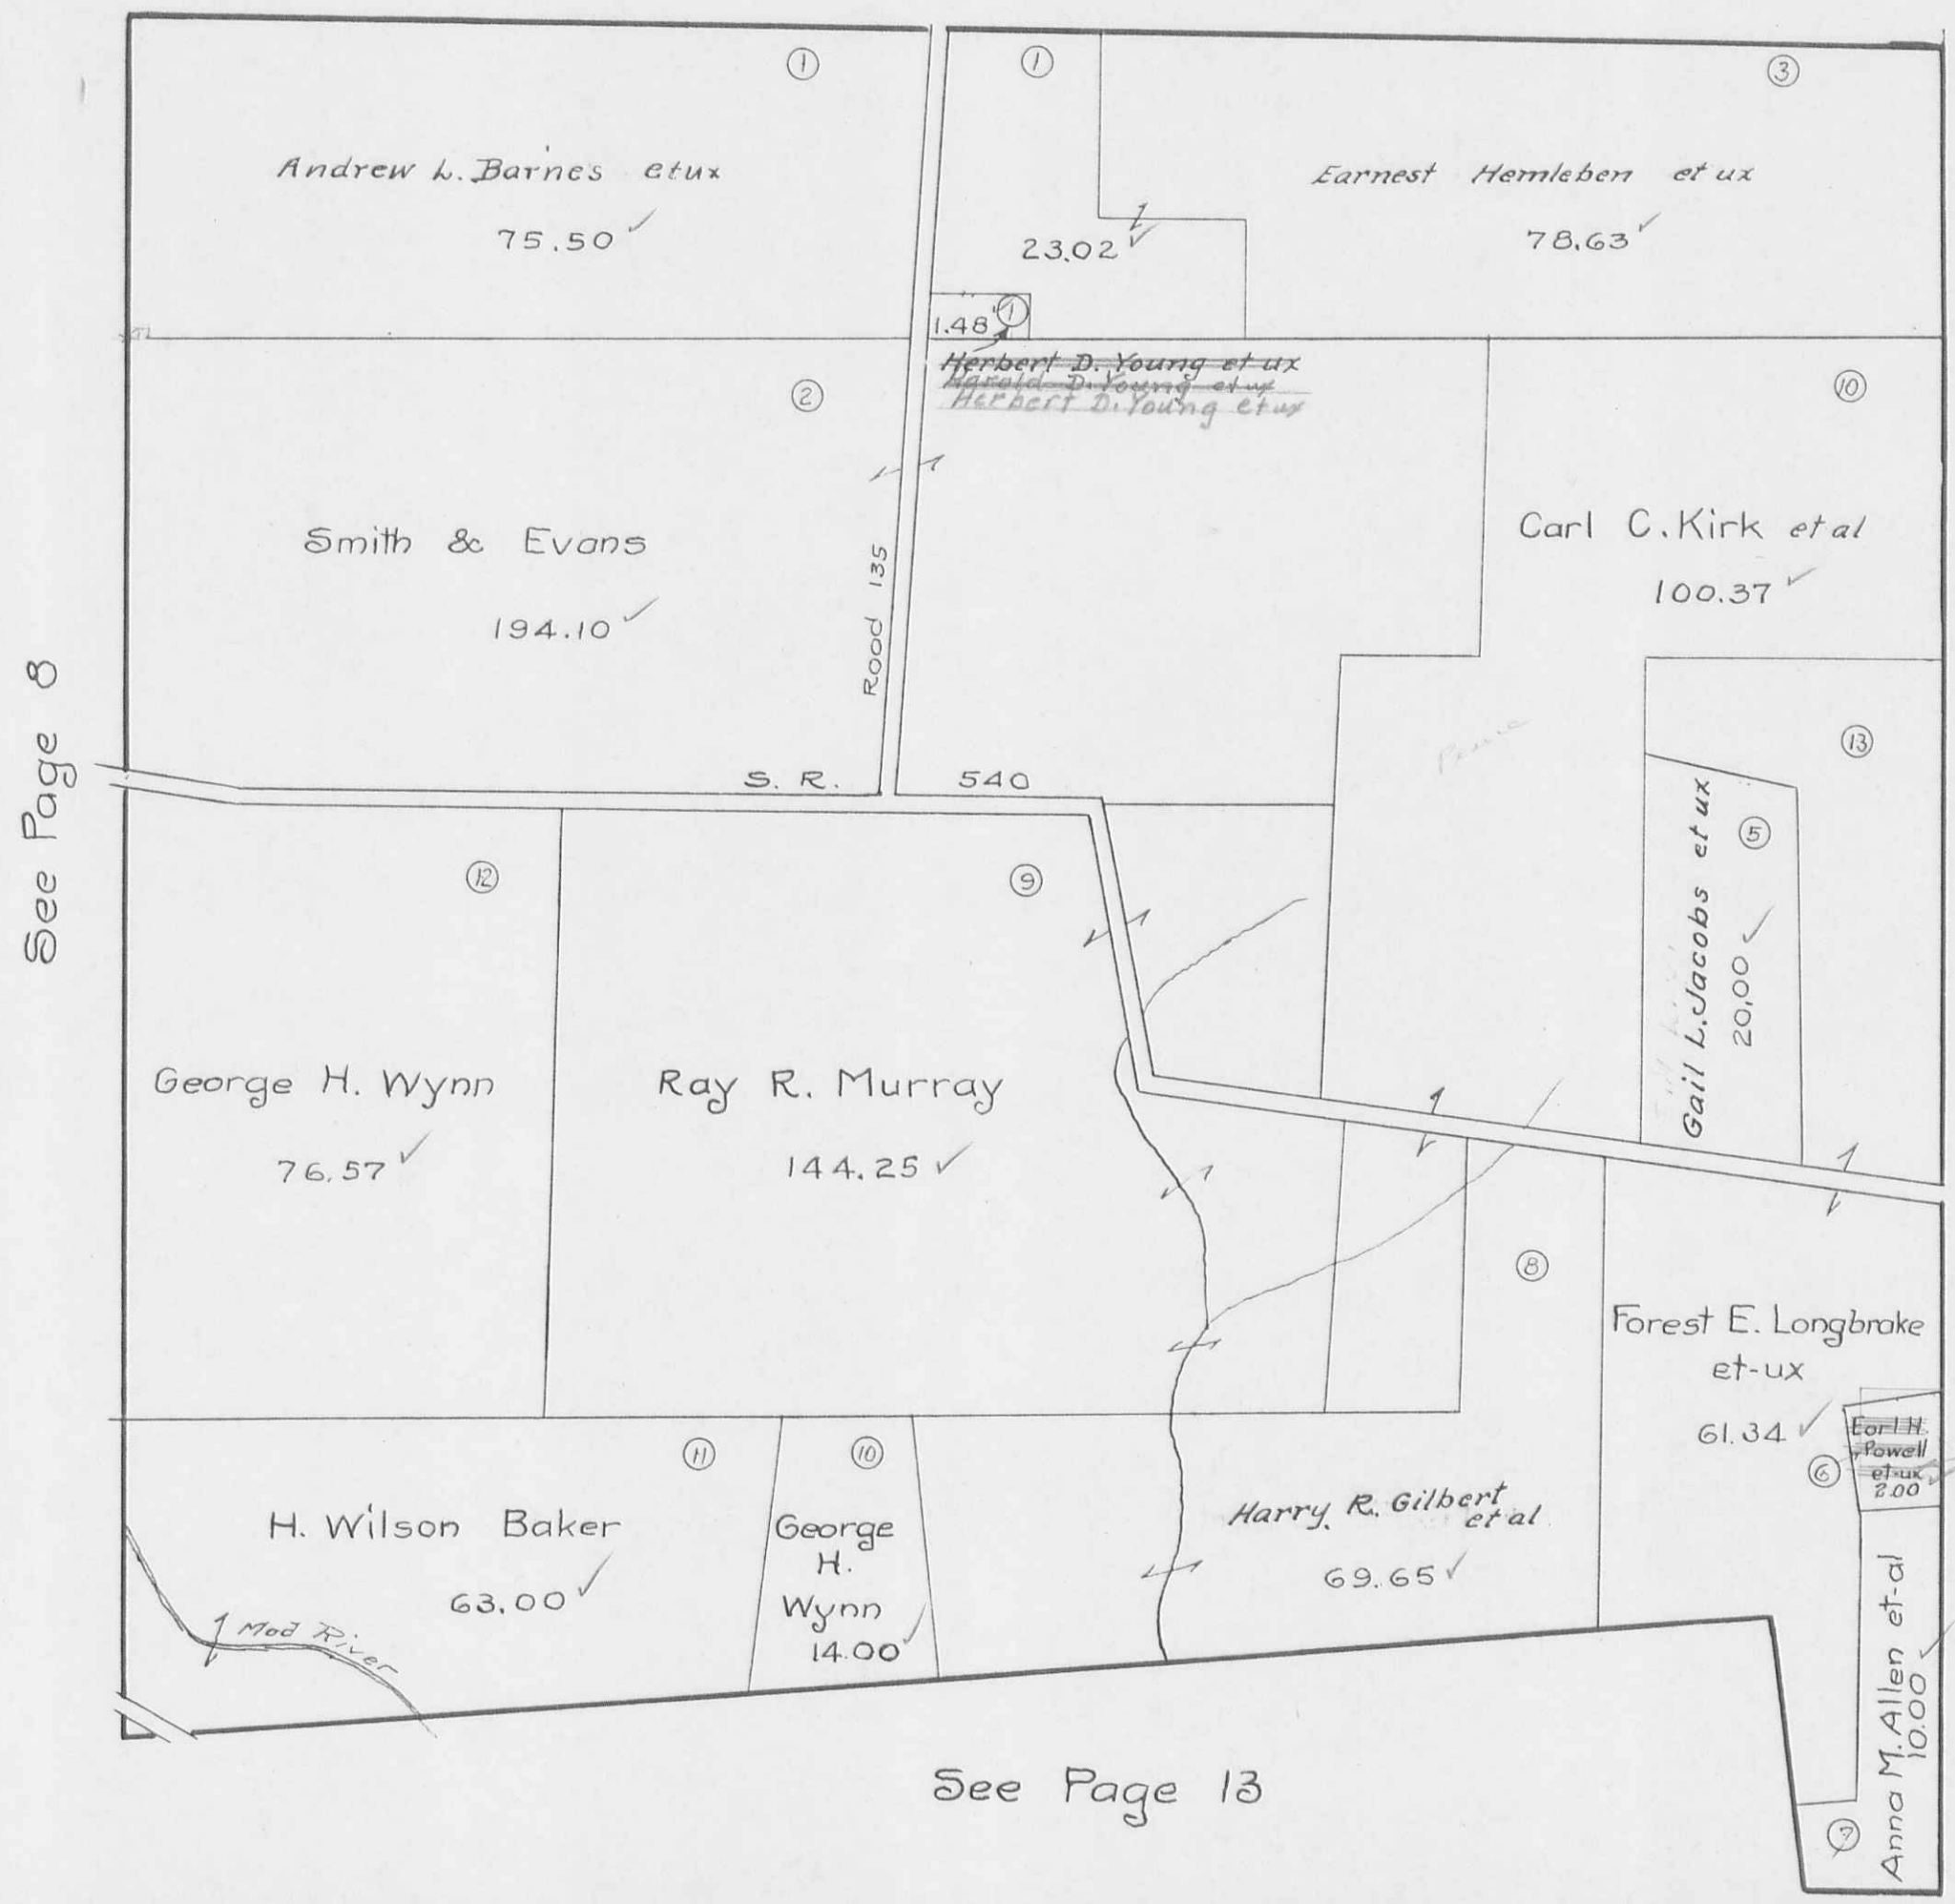 1
1
3
Andrew L. Barnes et ux
75.50
Earnest Hemleben et ux
78.63
23.02
1.48
1
Herbert D. Young et ux
Harold D. Young et ux
Herbert D. Young et ux
2
10
Smith & Evans
194.10
Carl C. Kirk et al
100.37
Road 135
See Page 8
S. R. 540
13
5
Gail L. Jacobs et ux
20.00
12
9
George H. Wynn
76.57
Ray R. Murray
144.25
8
Forest E. Longbrake
et-ux
61.34
Earl H.
Powell
et-ux
2.00
6
11
10
H. Wilson Baker
63.00
George
H.
Wynn
14.00
Harry R. Gilbert
et al
69.65
Mad River
Anna M. Allen et-al
10.00
7
See Page 13